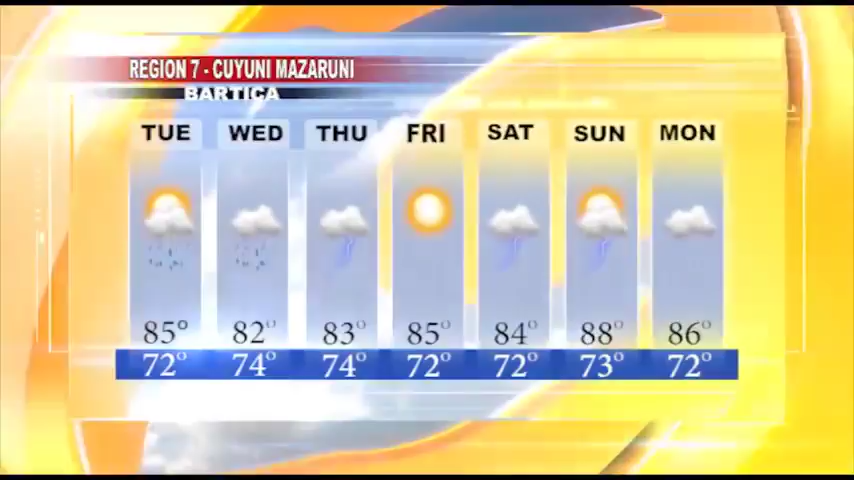 REGION 7 - CUYUNI MAZARUNI
BARTICA
TUE WED THU FRI SAT SUN MON
85° 82° 83° 85° 84° 88° 86°
72° 74° 74° 72° 72° 73° 72°